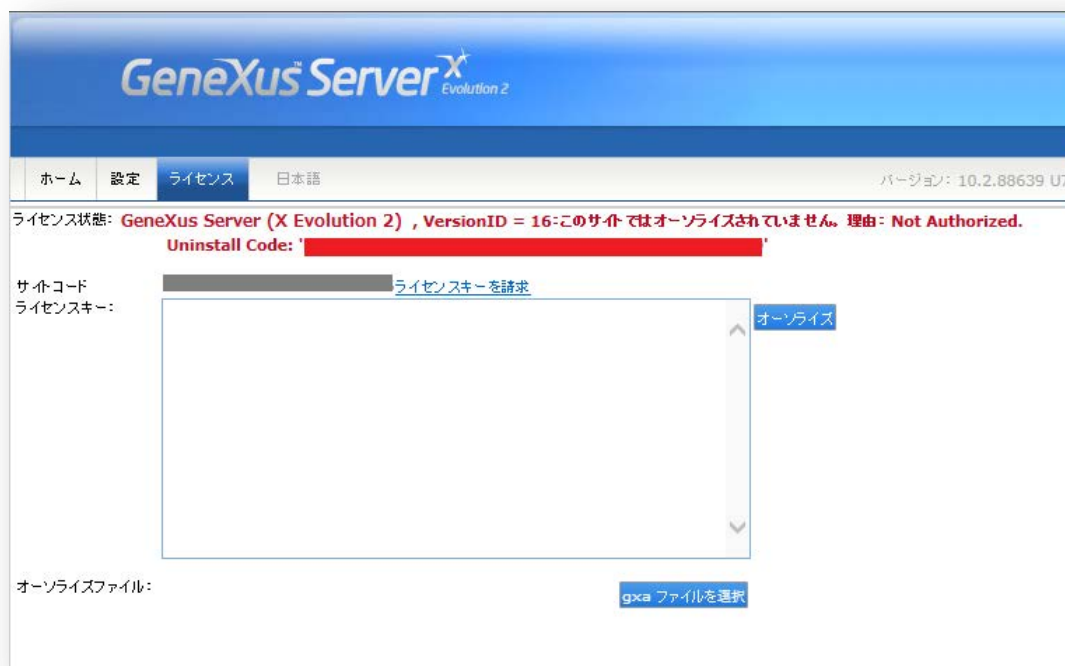 GeneXus™ Server X Evolution 2
ホーム 設定 ライセンス 日本語 バージョン: 10.2.88639 U7
ライセンス状態: GeneXus Server (X Evolution 2) , VersionID = 16:このサイトではオーソライズされていません。理由: Not Authorized.
Uninstall Code: ' '
サイトコード ライセンスキーを請求
ライセンスキー:
オーソライズ
オーソライズファイル: gxa ファイルを選択